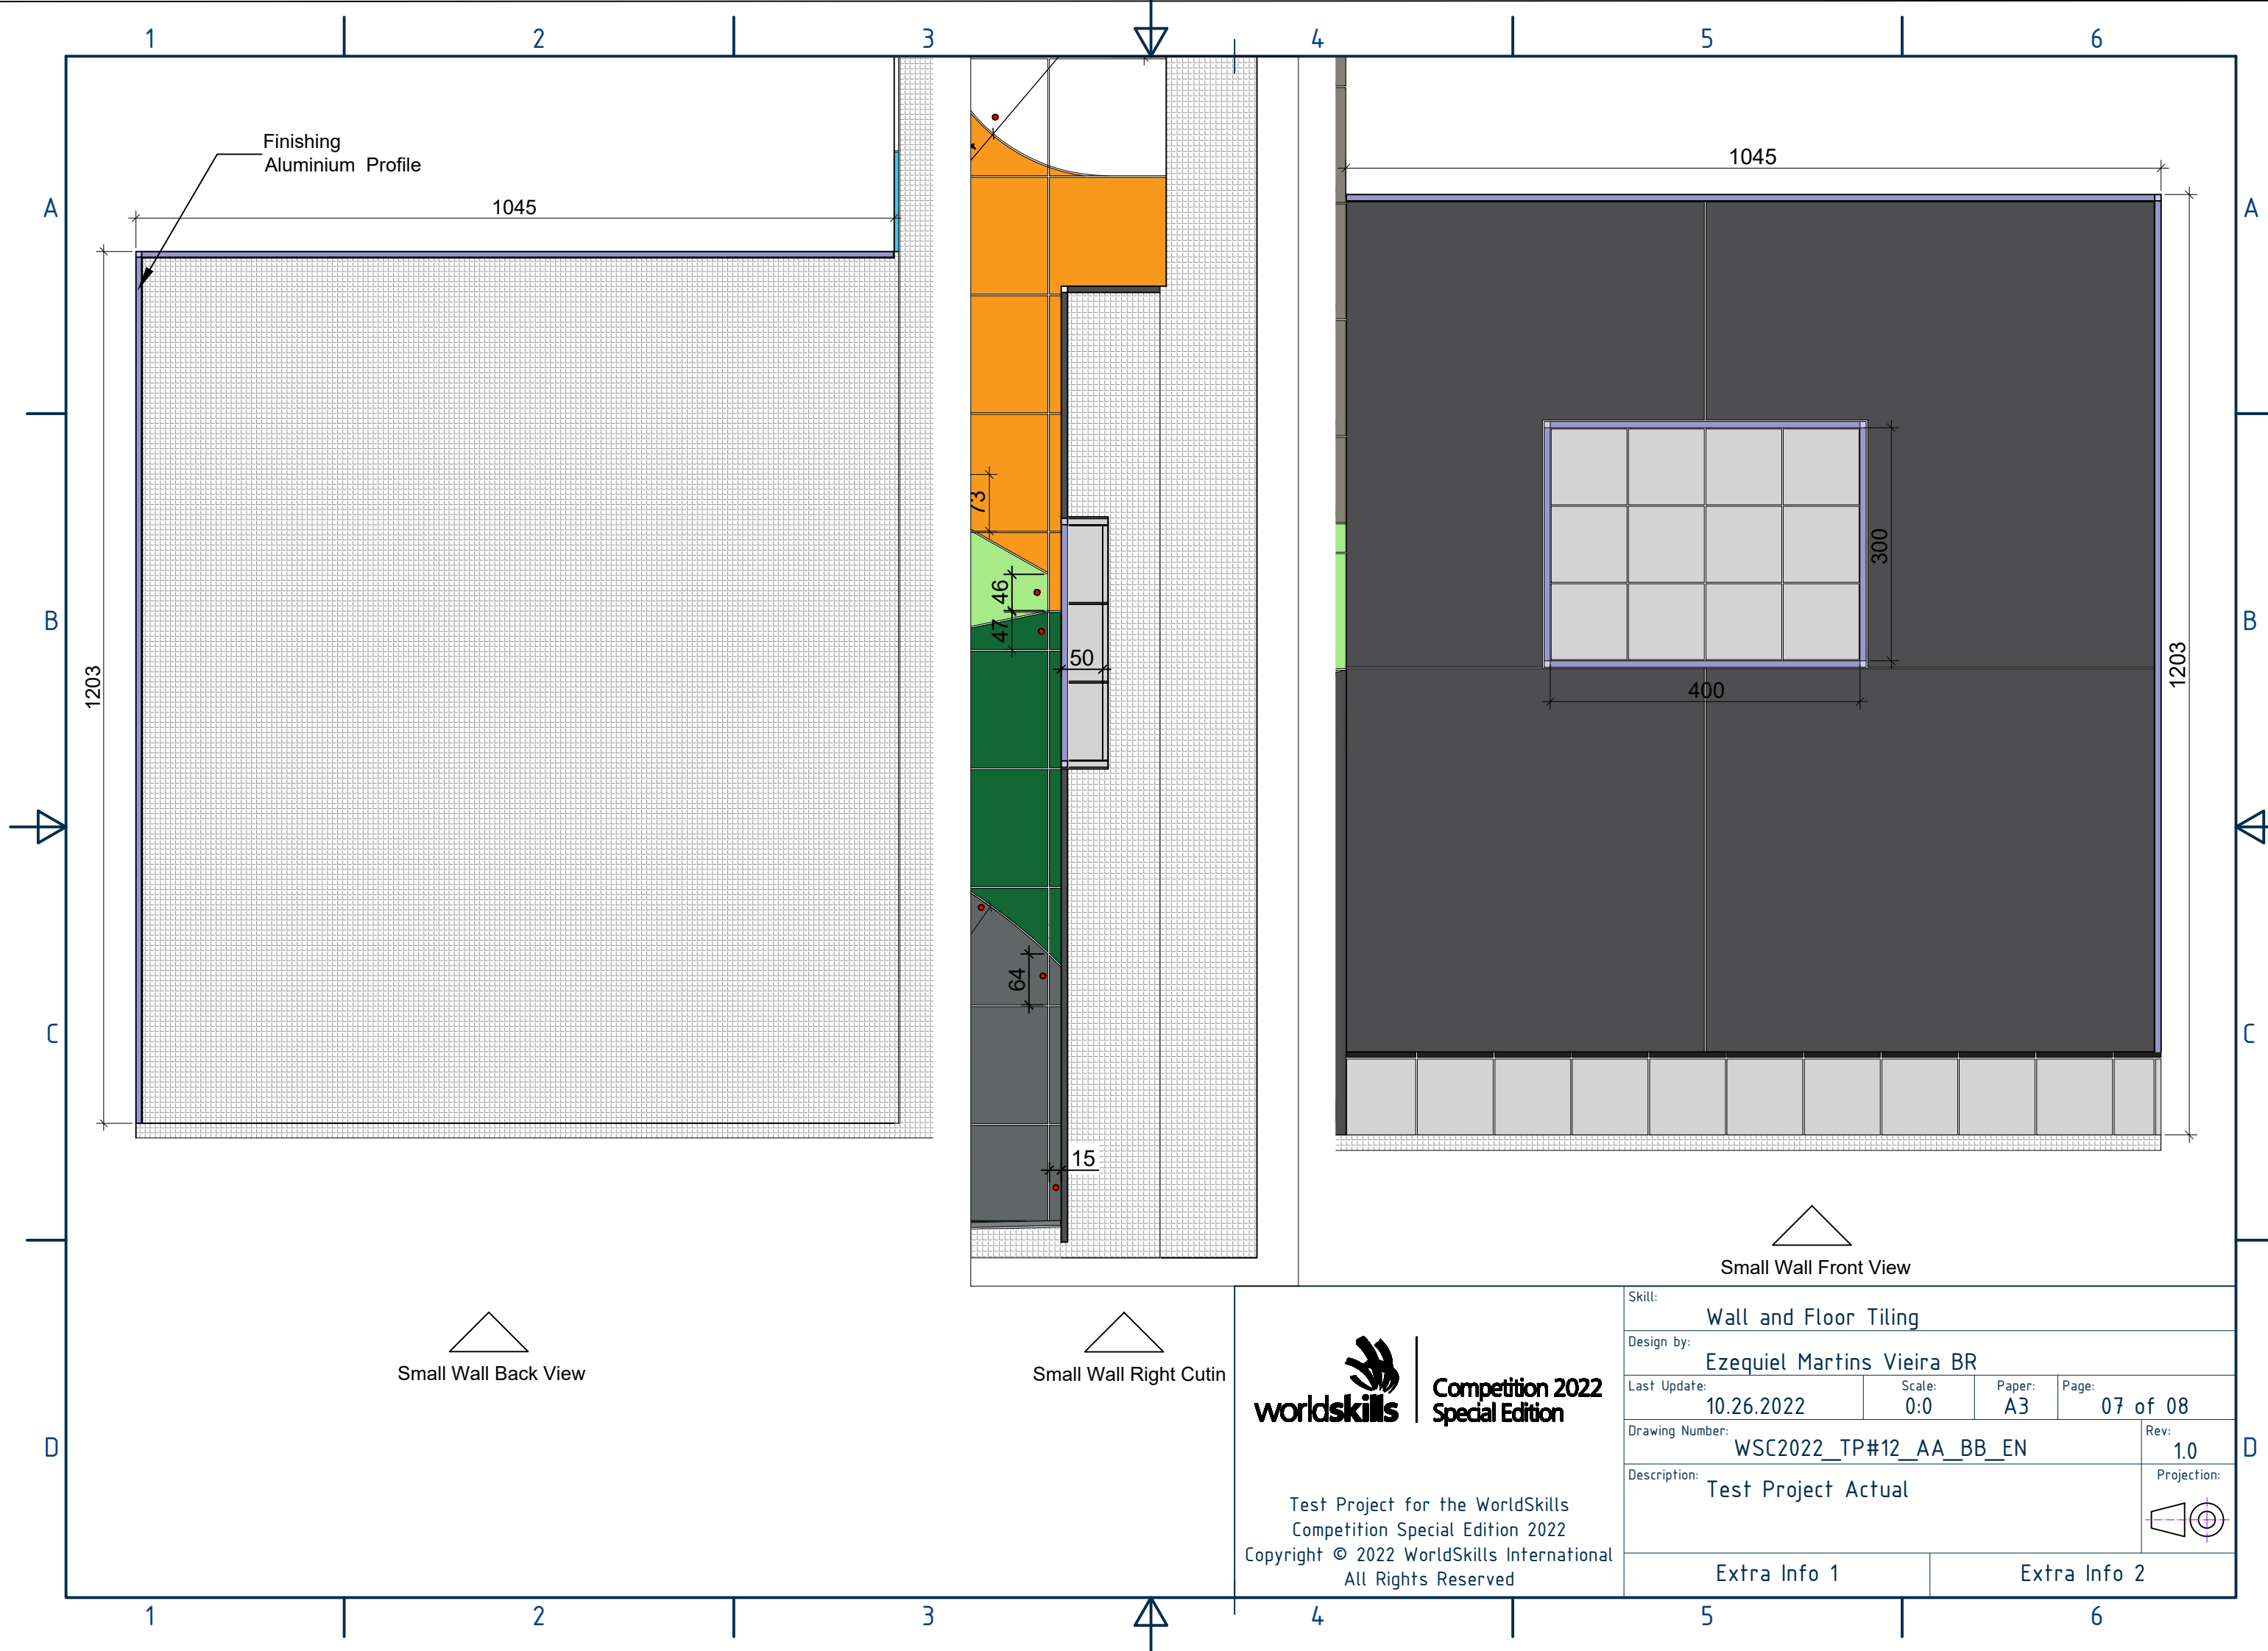 1 2 3 4 5 6
A A
B B
C C
D D
Finishing
Aluminium Profile
1045
1203
Small Wall Back View
73
46
47
50
64
15
Small Wall Right Cutin
1045
300
400
1203
Small Wall Front View
worldskills
Competition 2022
Special Edition
Test Project for the WorldSkills
Competition Special Edition 2022
Copyright © 2022 WorldSkills International
All Rights Reserved
Skill:
Wall and Floor Tiling
Design by:
Ezequiel Martins Vieira BR
Last Update: Scale: Paper: Page:
10.26.2022 0:0 A3 07 of 08
Drawing Number: Rev:
WSC2022_TP#12_AA_BB_EN 1.0
Description: Projection:
Test Project Actual
Extra Info 1 Extra Info 2
1 2 3 4 5 6